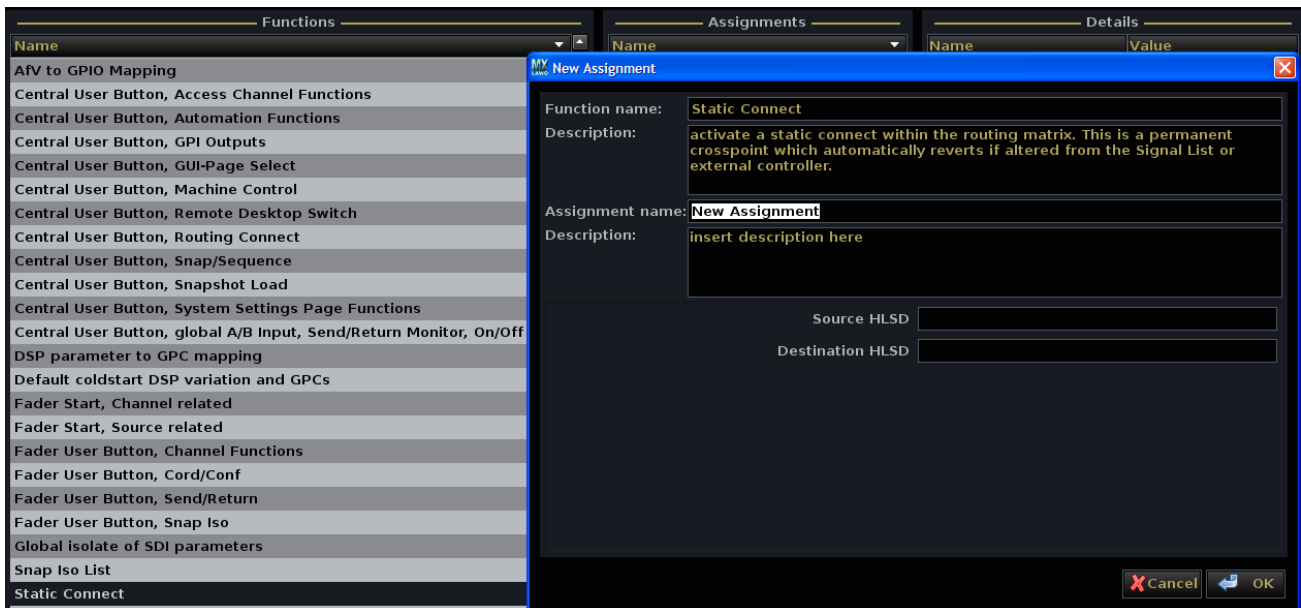 Functions
Name
AfV to GPIO Mapping
Central User Button, Access Channel Functions
Central User Button, Automation Functions
Central User Button, GPI Outputs
Central User Button, GUI-Page Select
Central User Button, Machine Control
Central User Button, Remote Desktop Switch
Central User Button, Routing Connect
Central User Button, Snap/Sequence
Central User Button, Snapshot Load
Central User Button, System Settings Page Functions
Central User Button, global A/B Input, Send/Return Monitor, On/Off
DSP parameter to GPC mapping
Default coldstart DSP variation and GPCs
Fader Start, Channel related
Fader Start, Source related
Fader User Button, Channel Functions
Fader User Button, Cord/Conf
Fader User Button, Send/Return
Fader User Button, Snap Iso
Global isolate of SDI parameters
Snap Iso List
Static Connect
Assignments
Name
Details
Name Value
MX LAWO New Assignment
Function name: Static Connect
Description: activate a static connect within the routing matrix. This is a permanent
crosspoint which automatically reverts if altered from the Signal List or
external controller.
Assignment name: New Assignment
Description: insert description here
Source HLSD
Destination HLSD
Cancel OK